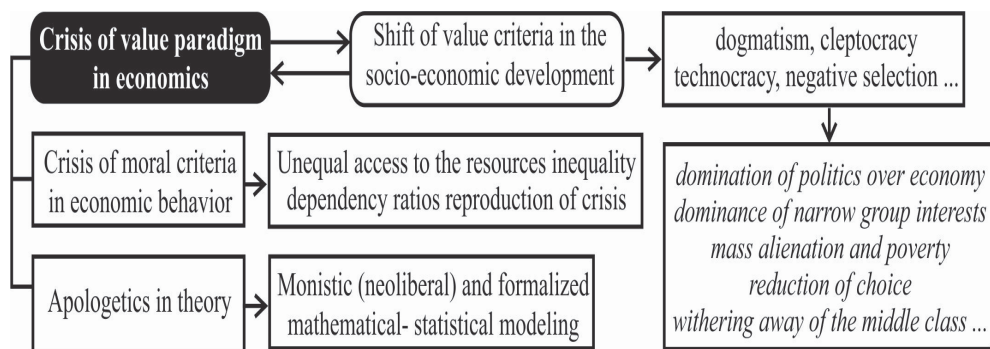 Crisis of value paradigm
in economics
Shift of value criteria in the
socio-economic development
dogmatism, cleptocracy
technocracy, negative selection ...
Crisis of moral criteria
in economic behavior
Unequal access to the resources inequality
dependency ratios reproduction of crisis
domination of politics over economy
dominance of narrow group interests
mass alienation and poverty
reduction of choice
withering away of the middle class ...
Apologetics in theory
Monistic (neoliberal) and formalized
mathematical- statistical modeling